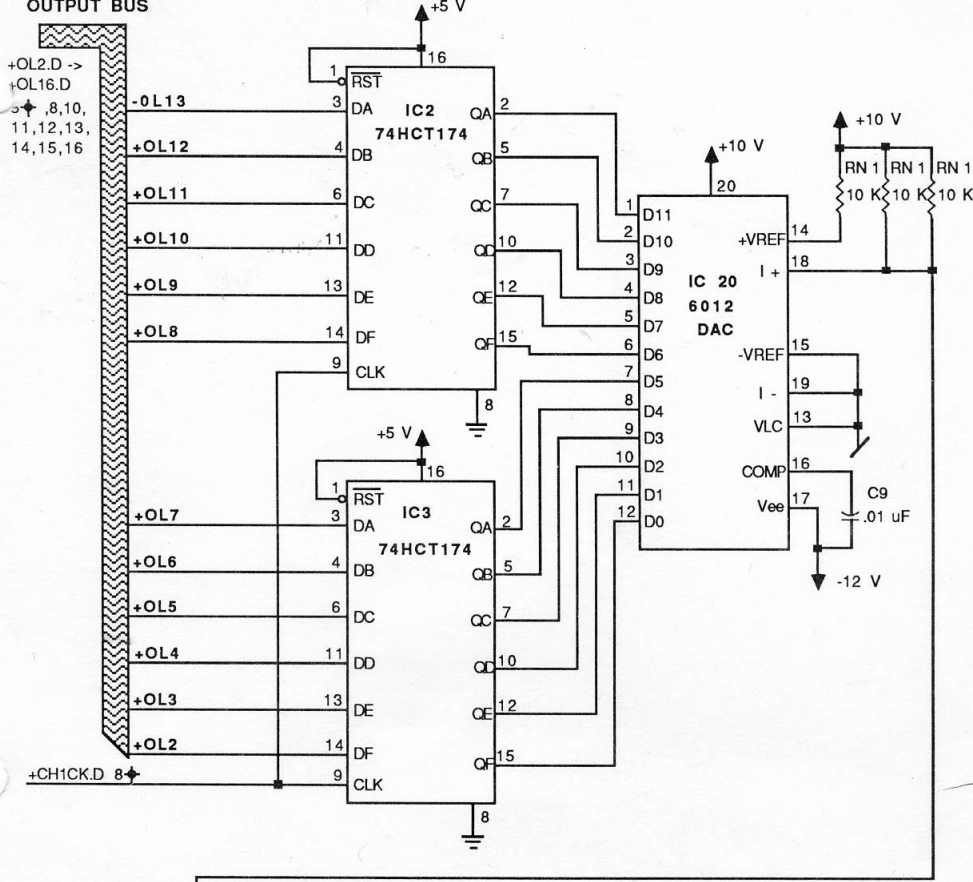 OUTPUT BUS
+OL2.D ->
+OL16.D
,8,10,
11,12,13,
14,15,16
-0L13
+OL12
+OL11
+OL10
+OL9
+OL8
+OL7
+OL6
+OL5
+OL4
+OL3
+OL2
+CH1CK.D 8
+5 V
16
1 RST
3 DA
4 DB
6 DC
11 DD
13 DE
14 DF
9 CLK
IC2
74HCT174
QA 2
QB 5
QC 7
QD 10
QE 12
QF 15
8
+5 V
16
1 RST
3 DA
4 DB
6 DC
11 DD
13 DE
14 DF
9 CLK
IC3
74HCT174
QA 2
QB 5
QC 7
QD 10
QE 12
QF 15
8
+10 V
20
1 D11
2 D10
3 D9
4 D8
5 D7
6 D6
7 D5
8 D4
9 D3
10 D2
11 D1
12 D0
IC 20
6012
DAC
+VREF 14
I + 18
-VREF 15
I - 19
VLC 13
COMP 16
Vee 17
+10 V
RN 1 RN 1 RN 1
10 K 10 K 10 K
C9
.01 uF
-12 V